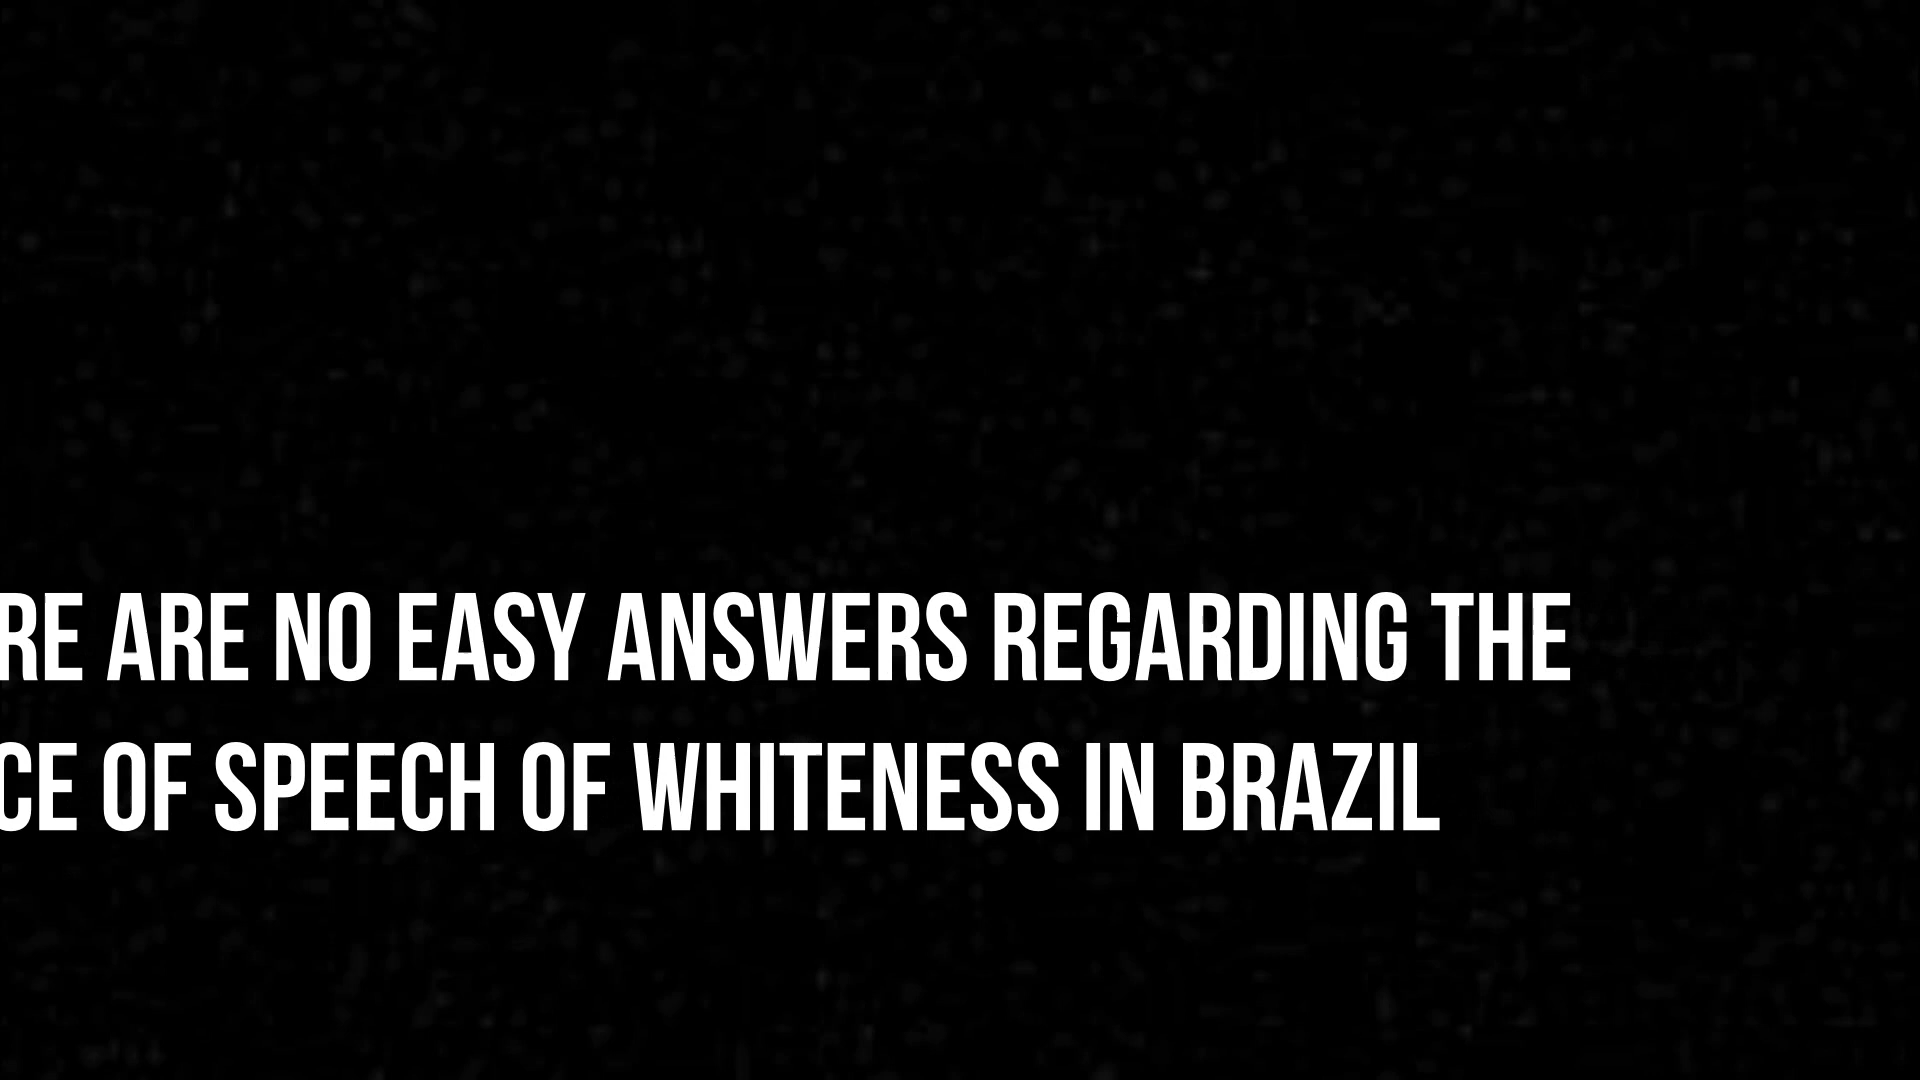 RE ARE NO EASY ANSWERS REGARDING THE
CE OF SPEECH OF WHITENESS IN BRAZIL